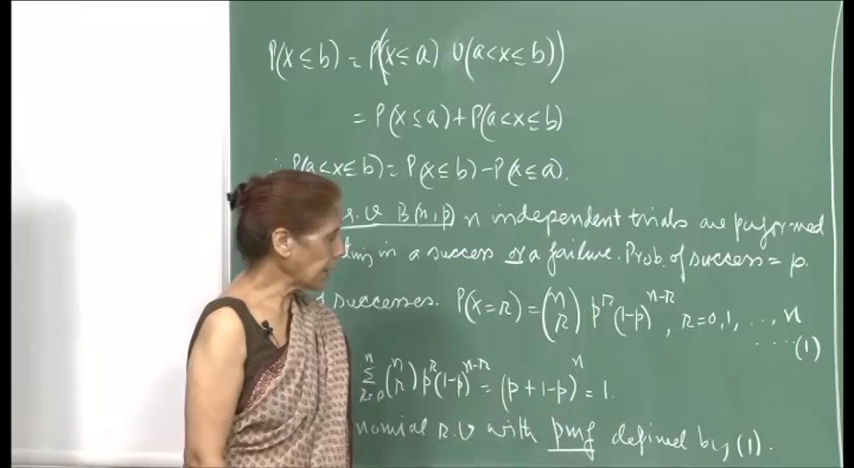 P(X ≤ b) = P((X ≤ a) ∪ (a < X ≤ b))
= P(X ≤ a) + P(a < X ≤ b)
∴ P(a < X ≤ b) = P(X ≤ b) − P(X ≤ a).
r.v B(n, p) n independent trials are performed
in a success or a failure. Prob. of success = p.
successes. P(X = r) = (n r) p^r (1−p)^{n−r}, r = 0, 1, ..., n
.... (1)
∑_{r=0}^{n} (n r) p^r (1−p)^{n−r} = (p + 1 − p)^n = 1.
nomial R.V with pmf defined by (1).